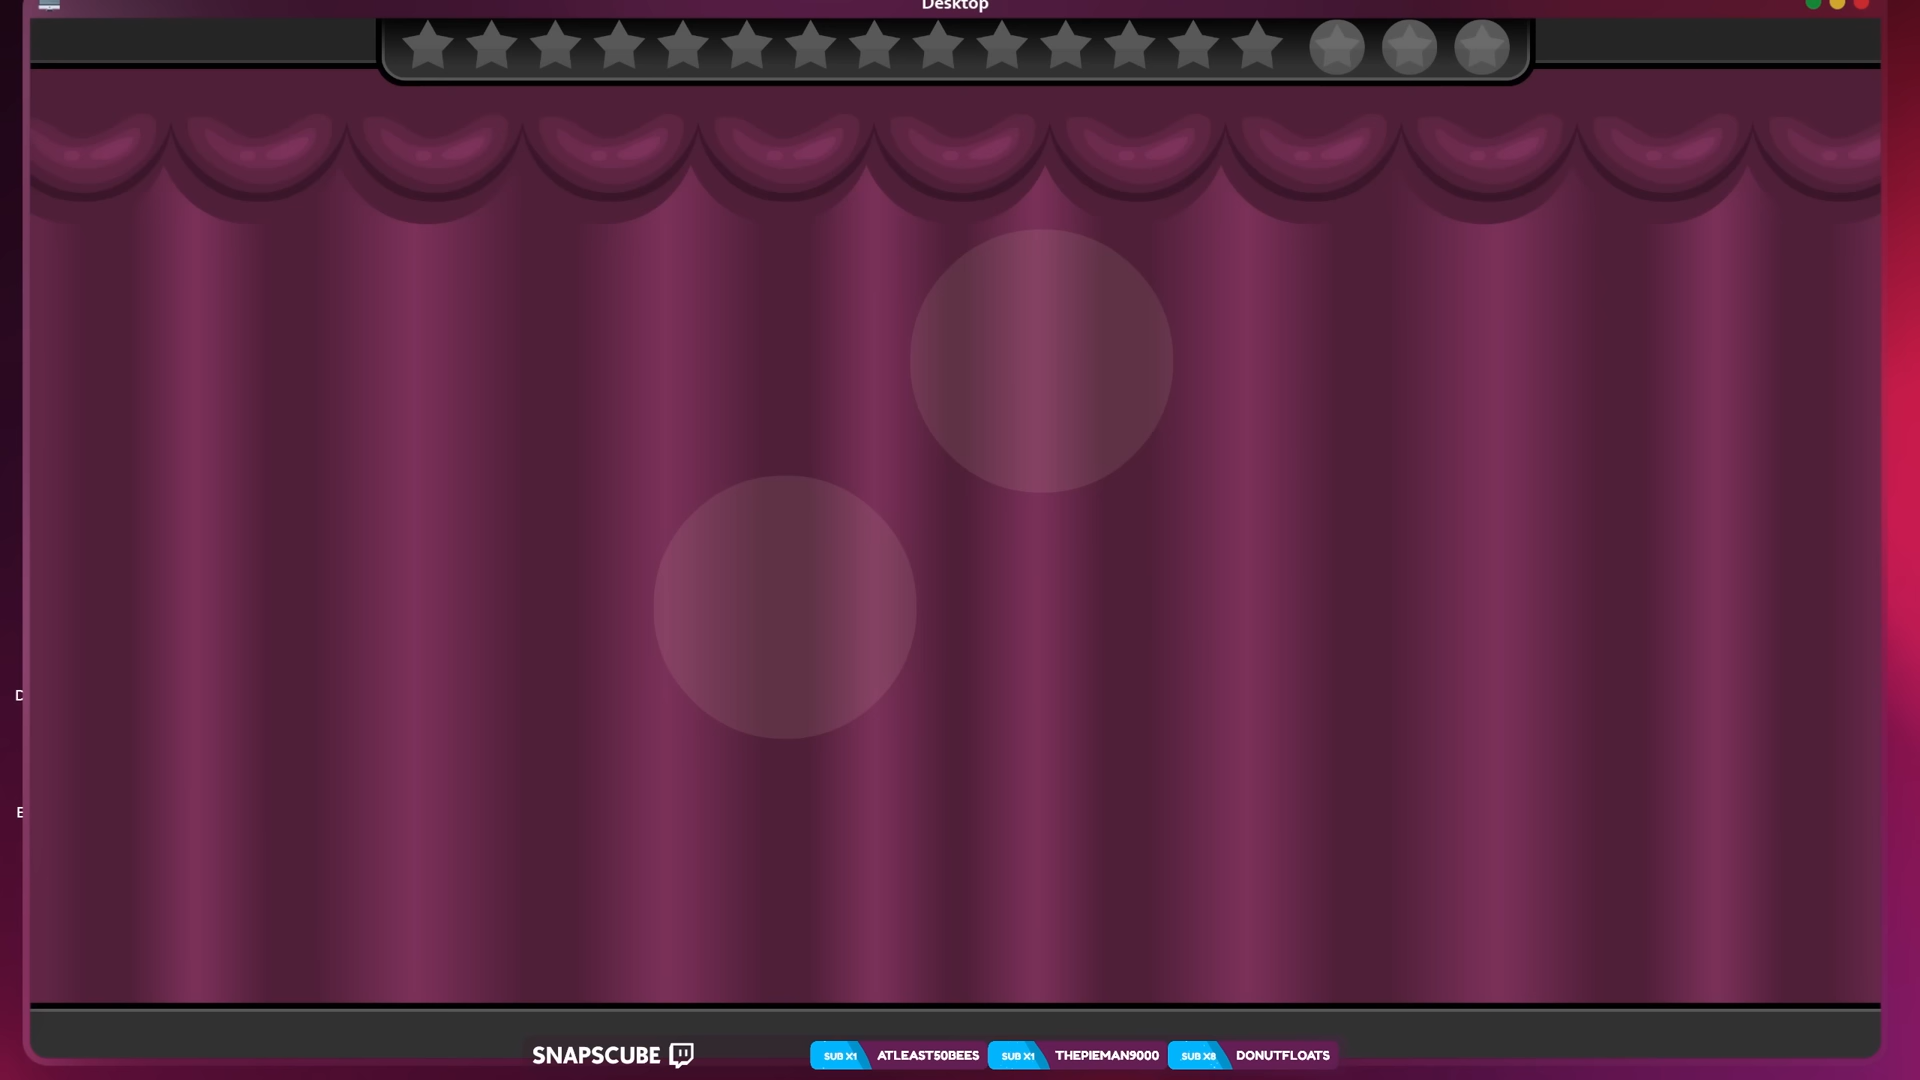 Desktop
D
E
SNAPSCUBE
SUB X1 ATLEAST50BEES SUB X1 THEPIEMAN9000 SUB X8 DONUTFLOATS